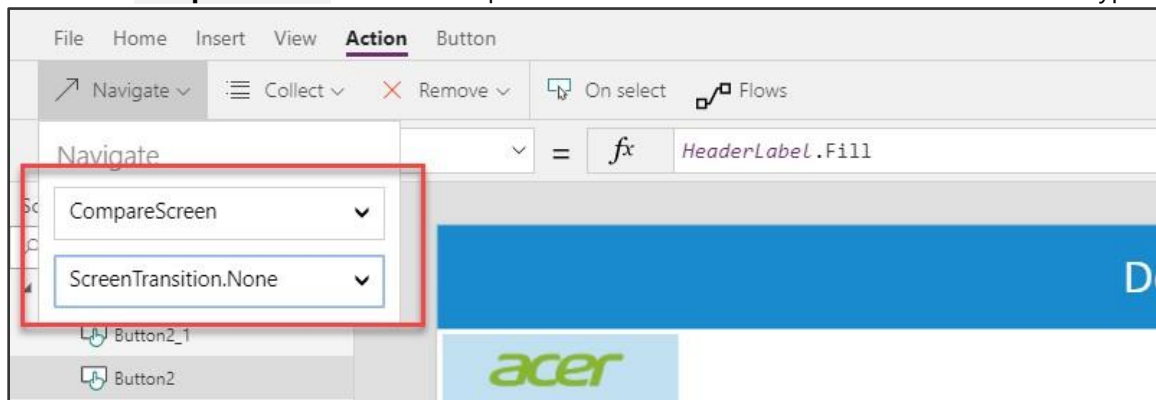 File Home Insert View Action Button
Navigate Collect Remove On select Flows
Navigate
= fx HeaderLabel.Fill
CompareScreen
ScreenTransition.None
Button2_1
Button2
acer